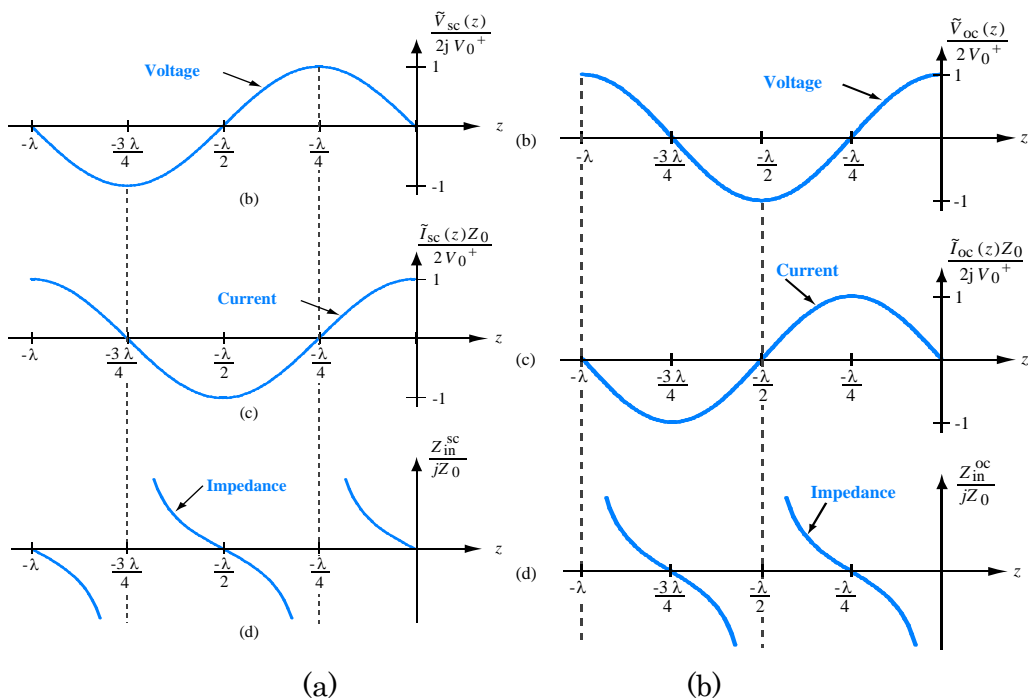 Ṽsc(z)
2j V0+
1
Voltage
z
-λ
-3λ
4
-λ
2
-λ
4
-1
(b)
Ĩsc(z)Z0
2V0+
1
Current
z
-λ
-3λ
4
-λ
2
-λ
4
-1
(c)
Zin sc
jZ0
Impedance
z
-λ
-3λ
4
-λ
2
-λ
4
(d)
(a)
Ṽoc(z)
2V0+
1
Voltage
(b)
z
-λ
-3λ
4
-λ
2
-λ
4
-1
Ĩoc(z)Z0
2j V0+
Current
1
(c)
z
-λ
-3λ
4
-λ
2
-λ
4
-1
Zin oc
jZ0
Impedance
(d)
z
-λ
-3λ
4
-λ
2
-λ
4
(b)